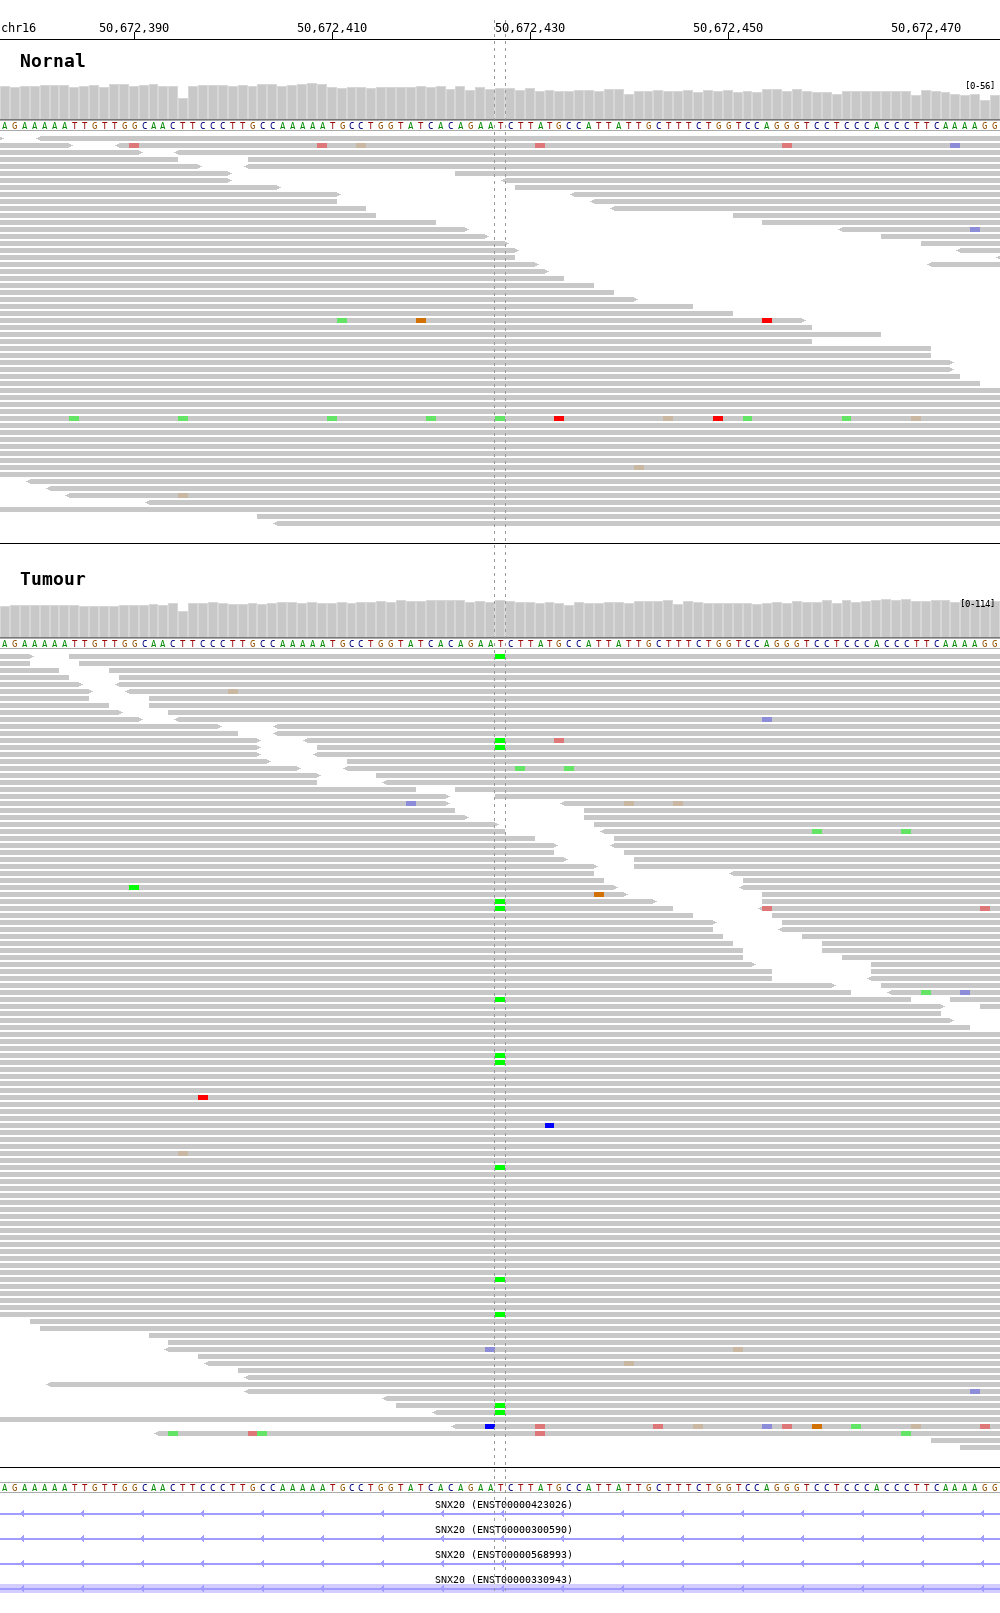 chr16 50,672,390 50,672,410 50,672,430 50,672,450 50,672,470
Nornal
[0-56]
AGAAAAATTGTTGGCAACTTCCCTTGCCAAAAATGCCTGGTATCACAGAATCTTATGCCATTATTGCTTTCTGGTCCAGGGTCCTCCCACCCTTCAAAAGG
Tumour
[0-114]
AGAAAAATTGTTGGCAACTTCCCTTGCCAAAAATGCCTGGTATCACAGAATCTTATGCCATTATTGCTTTCTGGTCCAGGGTCCTCCCACCCTTCAAAAGG
AGAAAAATTGTTGGCAACTTCCCTTGCCAAAAATGCCTGGTATCACAGAATCTTATGCCATTATTGCTTTCTGGTCCAGGGTCCTCCCACCCTTCAAAAGG
SNX20 (ENST00000423026)
SNX20 (ENST00000300590)
SNX20 (ENST00000568993)
SNX20 (ENST00000330943)